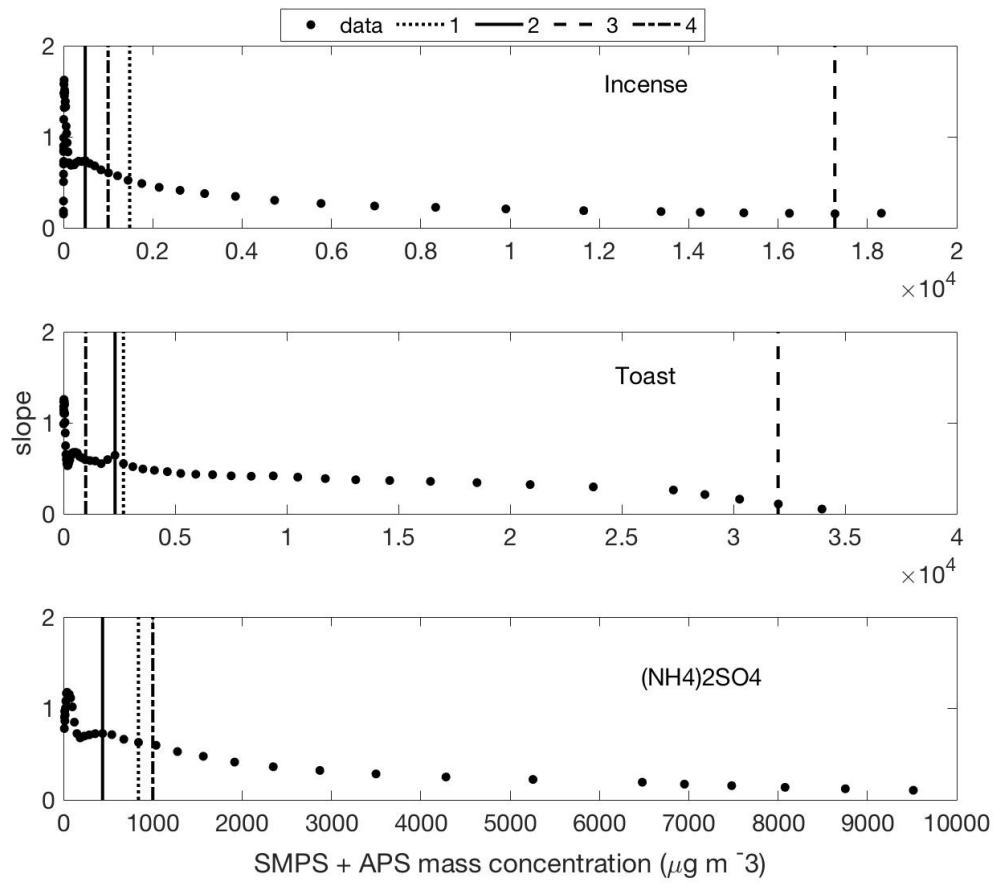 data 1 2 3 4
2
Incense
1
0
0 0.2 0.4 0.6 0.8 1 1.2 1.4 1.6 1.8 2
×10^4
2
Toast
slope
1
0
0 0.5 1 1.5 2 2.5 3 3.5 4
×10^4
2
(NH4)2SO4
1
0
0 1000 2000 3000 4000 5000 6000 7000 8000 9000 10000
SMPS + APS mass concentration (μg m ⁻3)